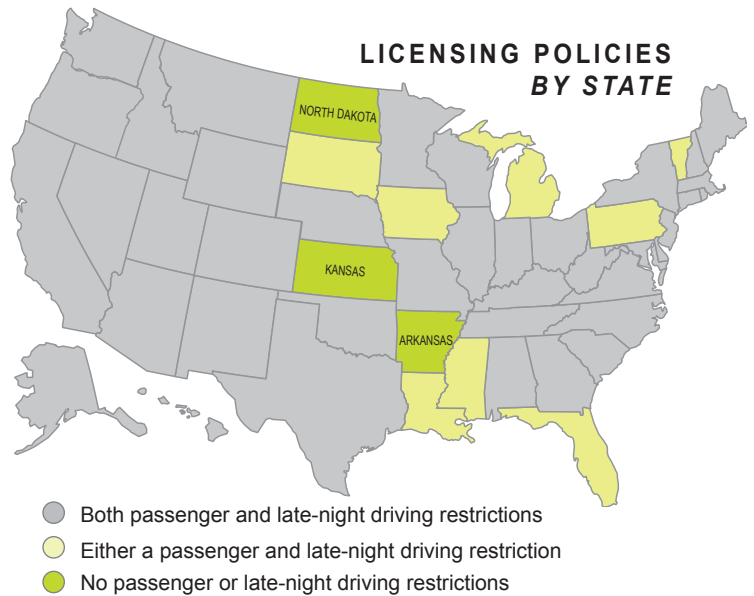 LICENSING POLICIES
BY STATE
NORTH DAKOTA
KANSAS
ARKANSAS
Both passenger and late-night driving restrictions
Either a passenger and late-night driving restriction
No passenger or late-night driving restrictions